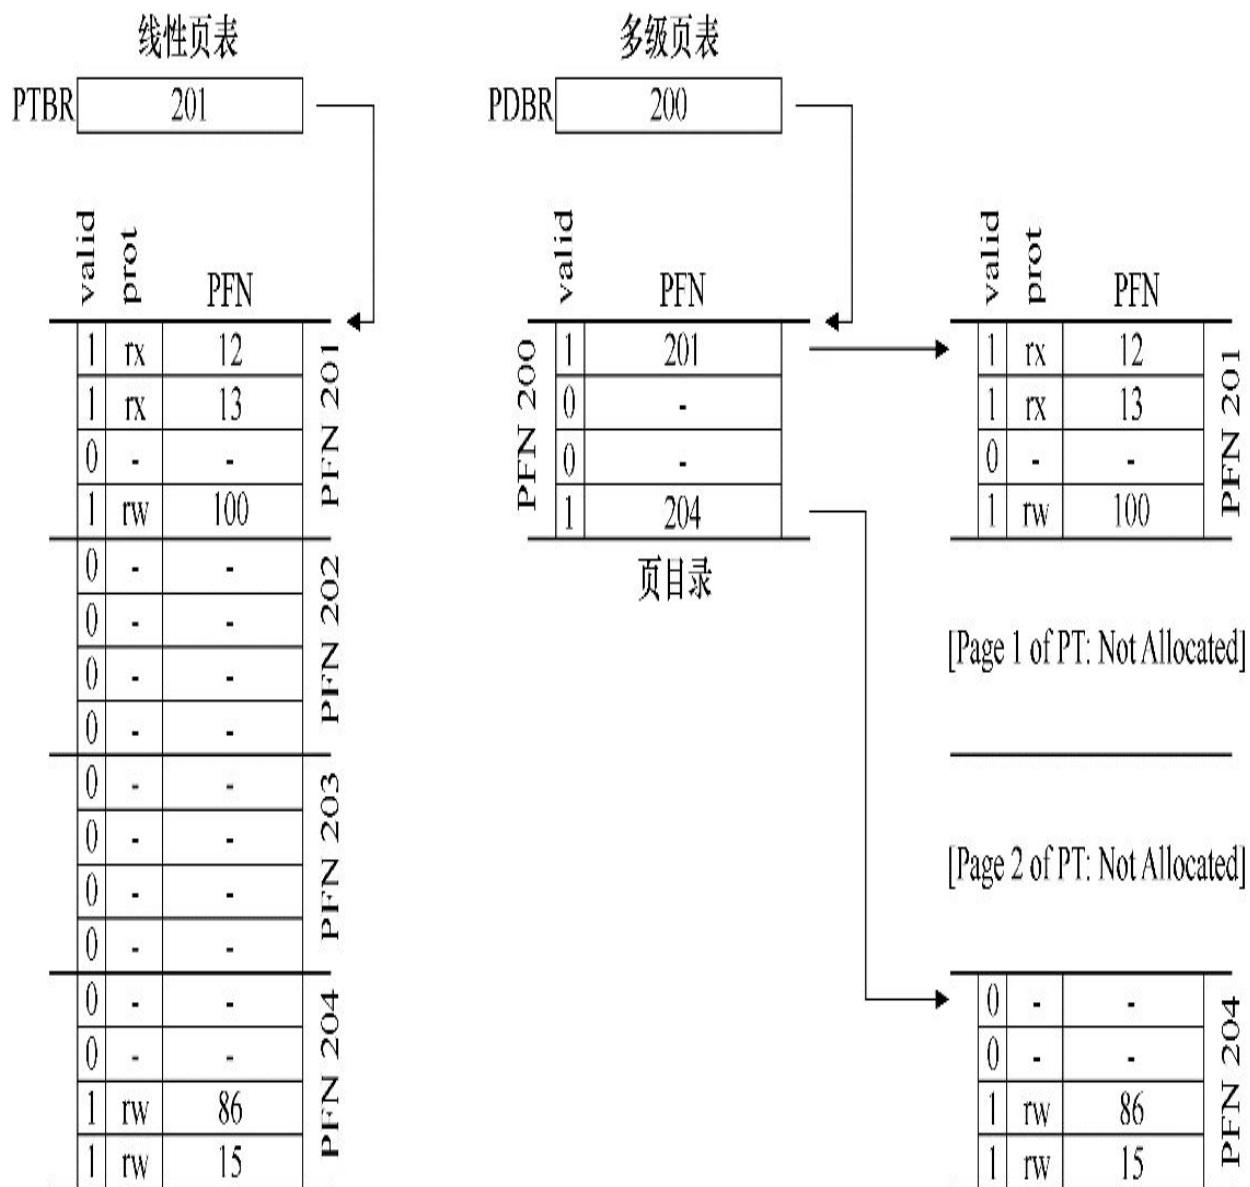 线性页表
PTBR 201
valid prot PFN
1 rx 12
1 rx 13
0 - -
1 rw 100
PFN 201
0 - -
0 - -
0 - -
0 - -
PFN 202
0 - -
0 - -
0 - -
0 - -
PFN 203
0 - -
0 - -
1 rw 86
1 rw 15
PFN 204
多级页表
PDBR 200
valid PFN
PFN 200
1 201
0 -
0 -
1 204
页目录
valid prot PFN
1 rx 12
1 rx 13
0 - -
1 rw 100
PFN 201
[Page 1 of PT: Not Allocated]
[Page 2 of PT: Not Allocated]
0 - -
0 - -
1 rw 86
1 rw 15
PFN 204